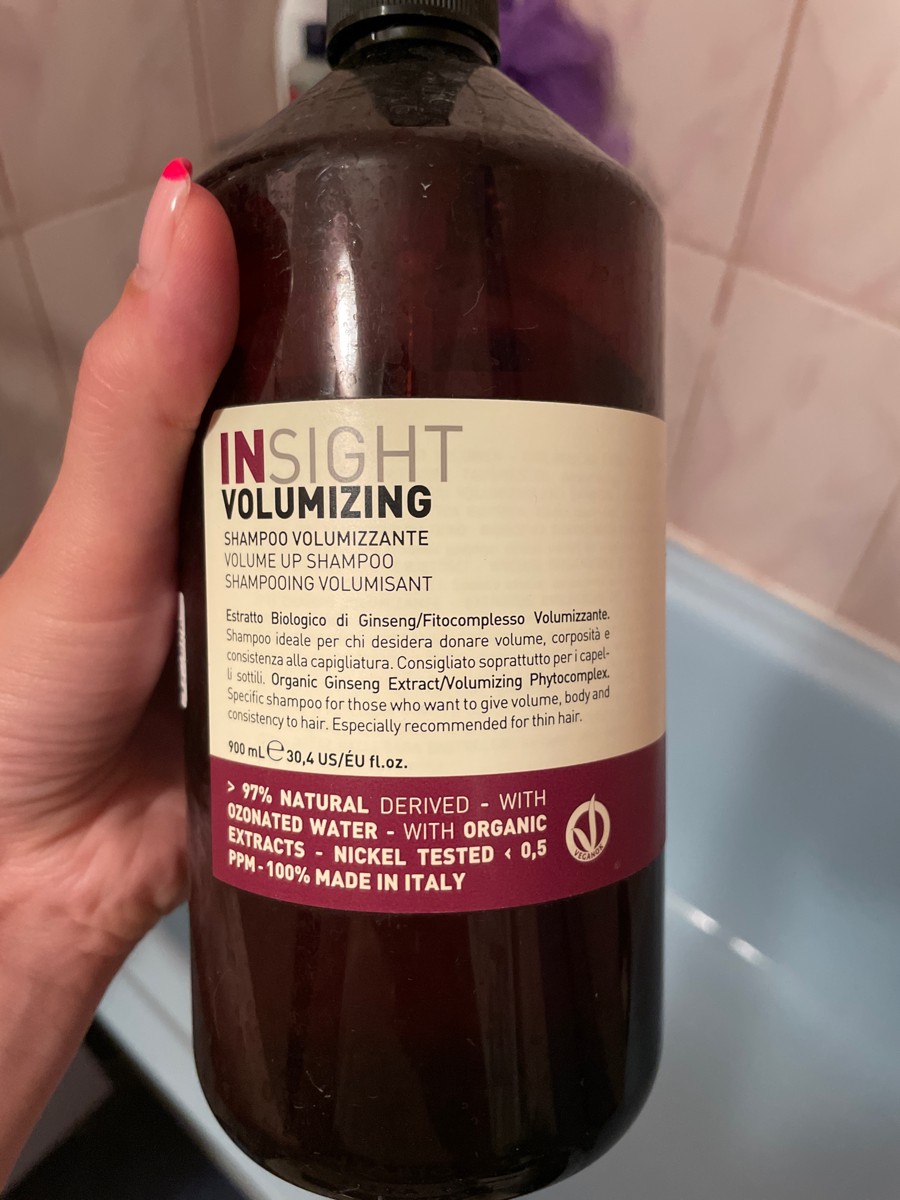 INSIGHT
VOLUMIZING
SHAMPOO VOLUMIZZANTE
VOLUME UP SHAMPOO
SHAMPOOING VOLUMISANT
Estratto Biologico di Ginseng/Fitocomplesso Volumizzante.
Shampoo ideale per chi desidera donare volume, corposità e
consistenza alla capigliatura. Consigliato soprattutto per i capel-
li sottili. Organic Ginseng Extract/Volumizing Phytocomplex.
Specific shampoo for those who want to give volume, body and
consistency to hair. Especially recommended for thin hair.
900 mL ℮ 30,4 US/ÉU fl.oz.
> 97% NATURAL DERIVED - WITH
OZONATED WATER - WITH ORGANIC
EXTRACTS - NICKEL TESTED < 0,5
PPM - 100% MADE IN ITALY
VEGANOK